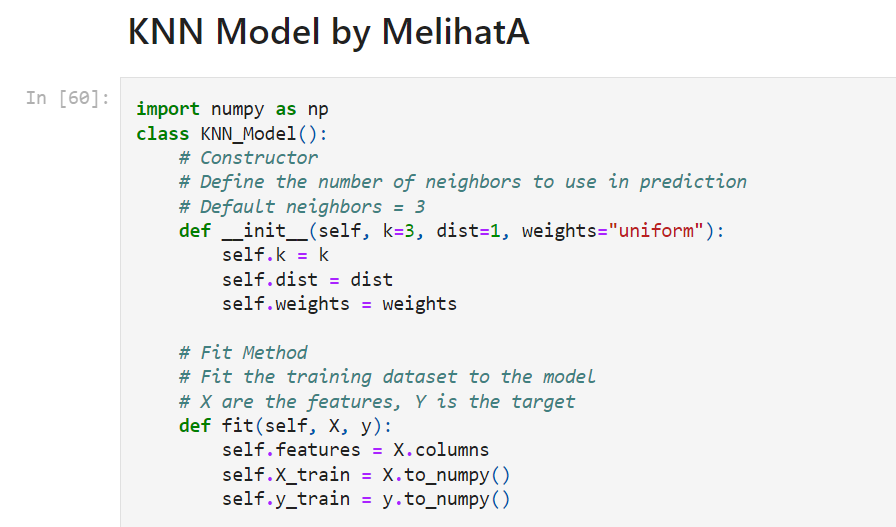 KNN Model by MelihatA
In [60]:
import numpy as np
class KNN_Model():
    # Constructor
    # Define the number of neighbors to use in prediction
    # Default neighbors = 3
    def __init__(self, k=3, dist=1, weights="uniform"):
        self.k = k
        self.dist = dist
        self.weights = weights

    # Fit Method
    # Fit the training dataset to the model
    # X are the features, Y is the target
    def fit(self, X, y):
        self.features = X.columns
        self.X_train = X.to_numpy()
        self.y_train = y.to_numpy()